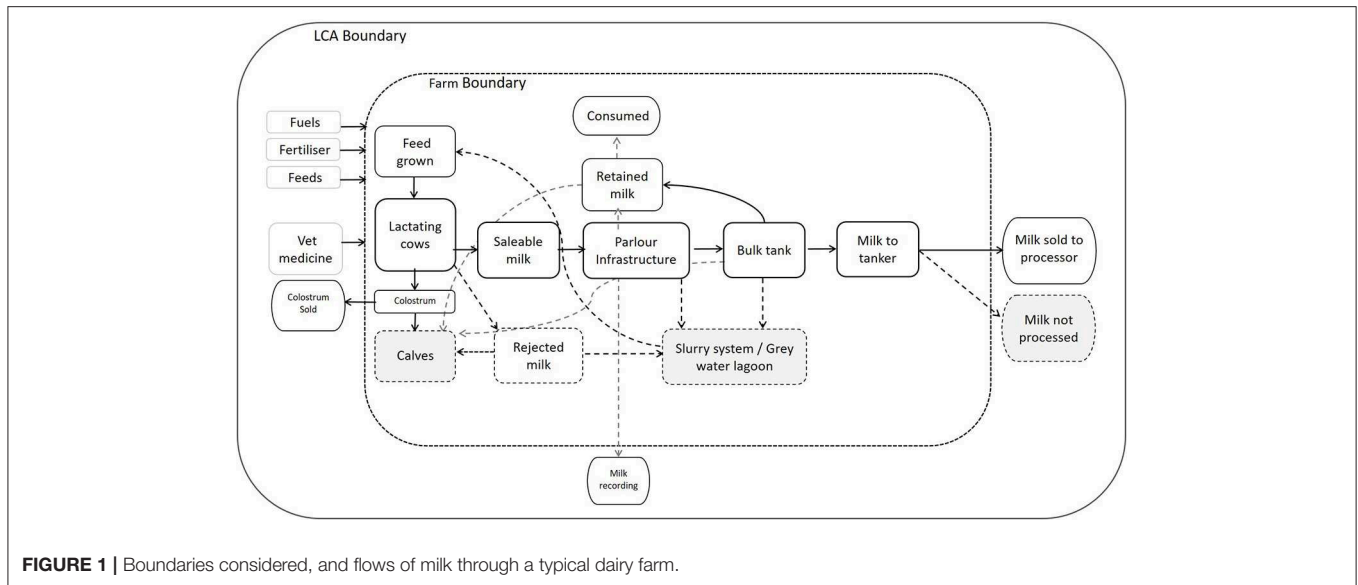 LCA Boundary
Farm Boundary
Fuels
Fertiliser
Feeds
Vet
medicine
Colostrum
Sold
Feed
grown
Lactating
cows
Colostrum
Calves
Saleable
milk
Rejected
milk
Consumed
Retained
milk
Parlour
Infrastructure
Bulk tank
Milk to
tanker
Slurry system / Grey
water lagoon
Milk sold to
processor
Milk not
processed
Milk
recording
FIGURE 1 | Boundaries considered, and flows of milk through a typical dairy farm.